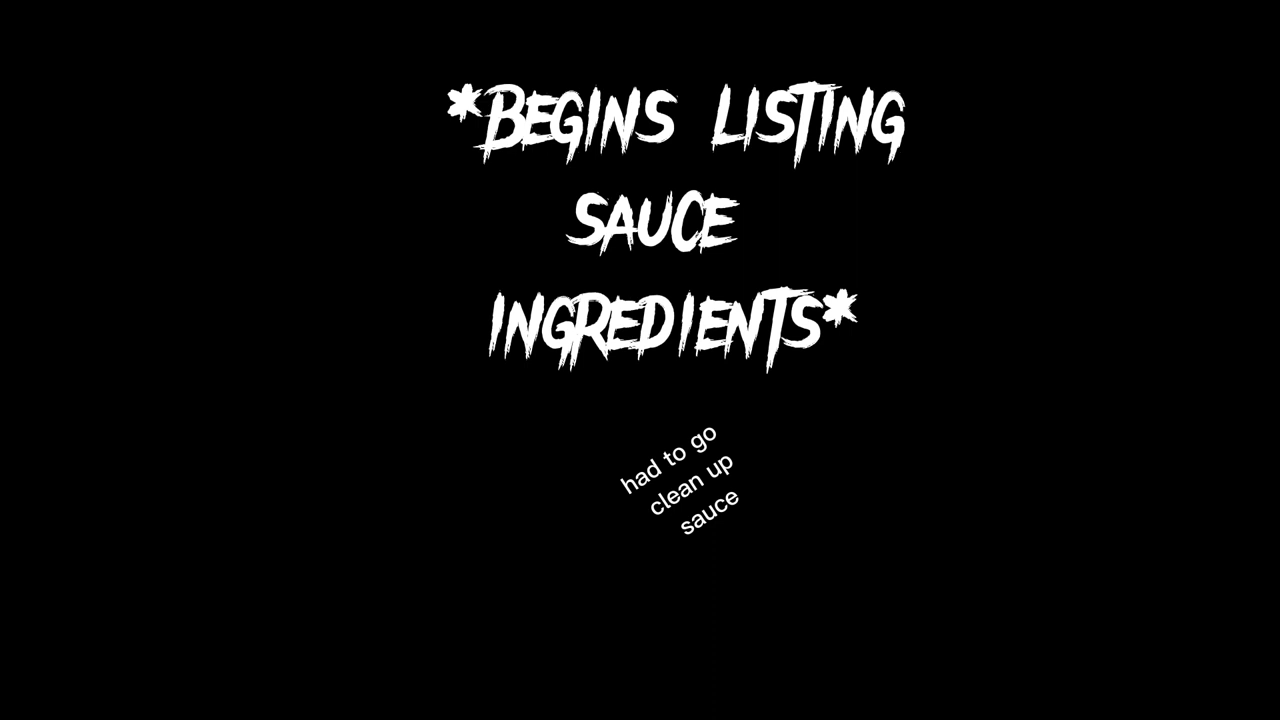 *BEGINS LISTING
SAUCE
INGREDIENTS*
had to go
clean up
sauce